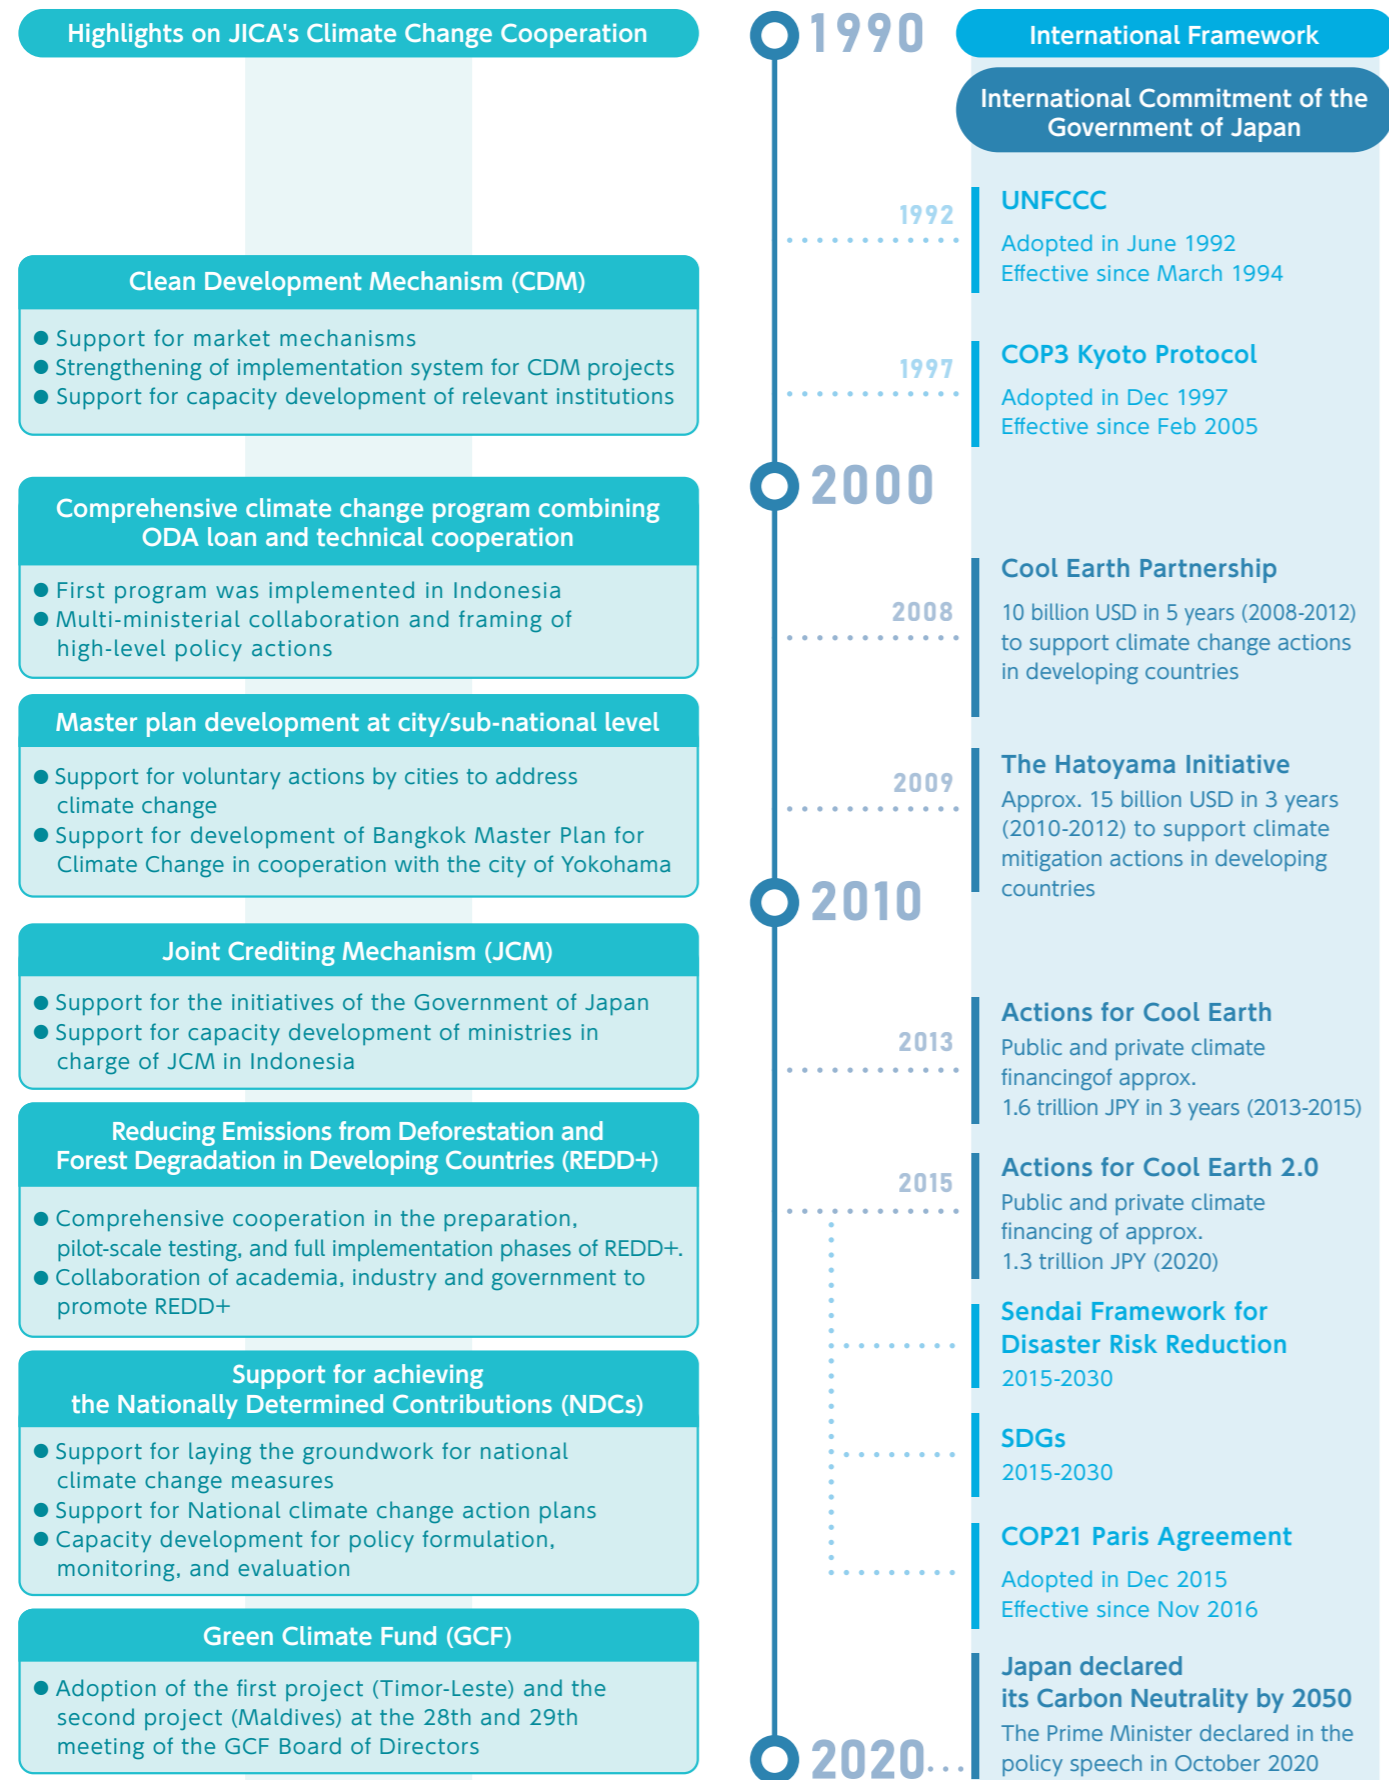 Highlights on JICA's Climate Change Cooperation
Clean Development Mechanism (CDM)
● Support for market mechanisms
● Strengthening of implementation system for CDM projects
● Support for capacity development of relevant institutions
Comprehensive climate change program combining
ODA loan and technical cooperation
● First program was implemented in Indonesia
● Multi-ministerial collaboration and framing of
high-level policy actions
Master plan development at city/sub-national level
● Support for voluntary actions by cities to address
climate change
● Support for development of Bangkok Master Plan for
Climate Change in cooperation with the city of Yokohama
Joint Crediting Mechanism (JCM)
● Support for the initiatives of the Government of Japan
● Support for capacity development of ministries in
charge of JCM in Indonesia
Reducing Emissions from Deforestation and
Forest Degradation in Developing Countries (REDD+)
● Comprehensive cooperation in the preparation,
pilot-scale testing, and full implementation phases of REDD+.
● Collaboration of academia, industry and government to
promote REDD+
Support for achieving
the Nationally Determined Contributions (NDCs)
● Support for laying the groundwork for national
climate change measures
● Support for National climate change action plans
● Capacity development for policy formulation,
monitoring, and evaluation
Green Climate Fund (GCF)
● Adoption of the first project (Timor-Leste) and the
second project (Maldives) at the 28th and 29th
meeting of the GCF Board of Directors
1990
International Framework
International Commitment of the
Government of Japan
1992
UNFCCC
Adopted in June 1992
Effective since March 1994
1997
COP3 Kyoto Protocol
Adopted in Dec 1997
Effective since Feb 2005
2000
2008
Cool Earth Partnership
10 billion USD in 5 years (2008-2012)
to support climate change actions
in developing countries
2009
The Hatoyama Initiative
Approx. 15 billion USD in 3 years
(2010-2012) to support climate
mitigation actions in developing
countries
2010
2013
Actions for Cool Earth
Public and private climate
financingof approx.
1.6 trillion JPY in 3 years (2013-2015)
2015
Actions for Cool Earth 2.0
Public and private climate
financing of approx.
1.3 trillion JPY (2020)
Sendai Framework for
Disaster Risk Reduction
2015-2030
SDGs
2015-2030
COP21 Paris Agreement
Adopted in Dec 2015
Effective since Nov 2016
2020
Japan declared
its Carbon Neutrality by 2050
The Prime Minister declared in the
policy speech in October 2020